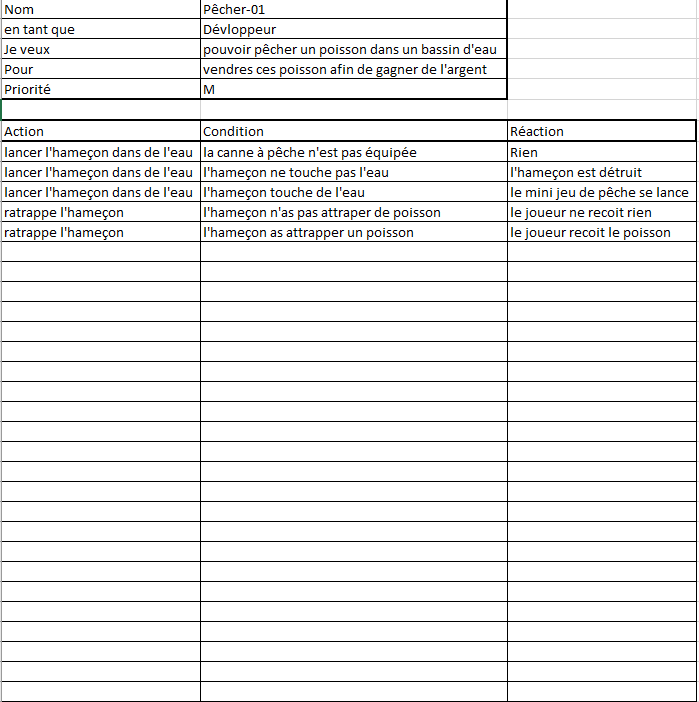 Nom Pêcher-01
en tant que Dévloppeur
Je veux pouvoir pêcher un poisson dans un bassin d'eau
Pour vendres ces poisson afin de gagner de l'argent
Priorité M
Action Condition Réaction
lancer l'hameçon dans de l'eau la canne à pêche n'est pas équipée Rien
lancer l'hameçon dans de l'eau l'hameçon ne touche pas l'eau l'hameçon est détruit
lancer l'hameçon dans de l'eau l'hameçon touche de l'eau le mini jeu de pêche se lance
ratrappe l'hameçon l'hameçon n'as pas attraper de poisson le joueur ne recoit rien
ratrappe l'hameçon l'hameçon as attrapper un poisson le joueur recoit le poisson